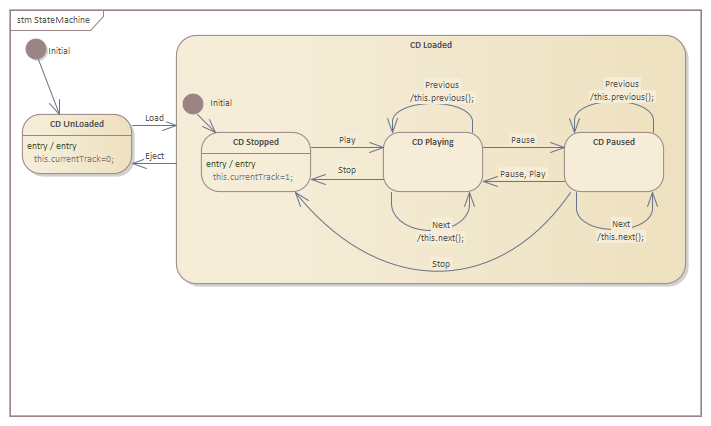 stm StateMachine
Initial
CD Loaded
Initial
CD UnLoaded
entry / entry
this.currentTrack=0;
Load
Eject
CD Stopped
entry / entry
this.currentTrack=1;
Play
Stop
Previous
/this.previous();
CD Playing
Next
/this.next();
Pause
Pause, Play
Previous
/this.previous();
CD Paused
Next
/this.next();
Stop